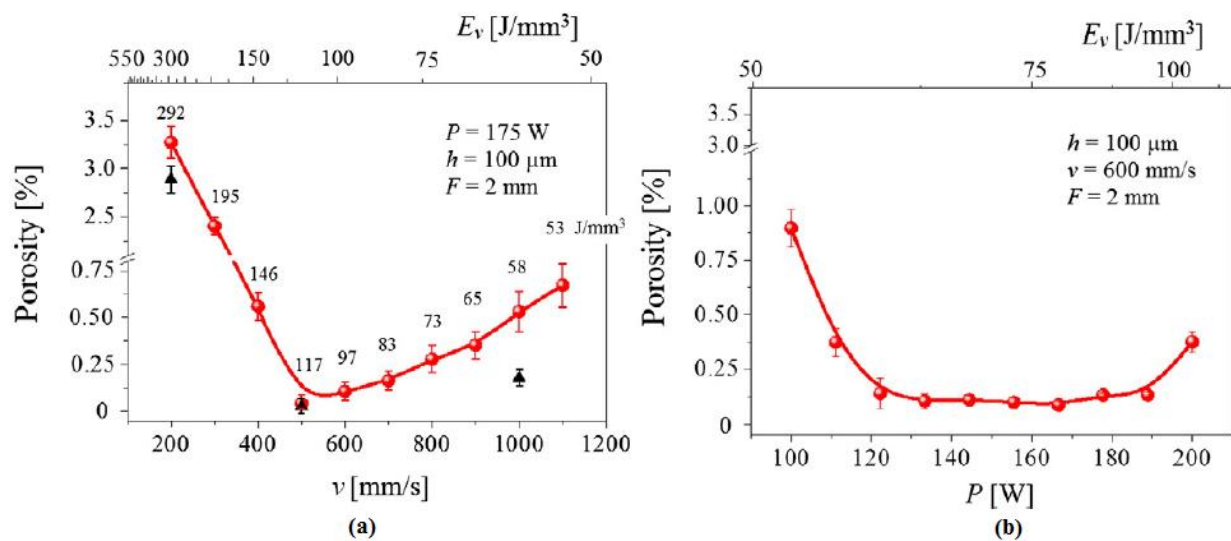 E_v [J/mm³]
550 300 200 150 100 75 50
292
195
146
117
97
83
73
65
58
53 J/mm³
P = 175 W
h = 100 μm
F = 2 mm
Porosity [%]
3.5
3.0
2.5
0.75
0.50
0.25
0
200 400 600 800 1000 1200
v [mm/s]
(a)
E_v [J/mm³]
50 75 100
h = 100 μm
v = 600 mm/s
F = 2 mm
Porosity [%]
3.5
3.0
1.00
0.75
0.50
0.25
0
100 120 140 160 180 200
P [W]
(b)